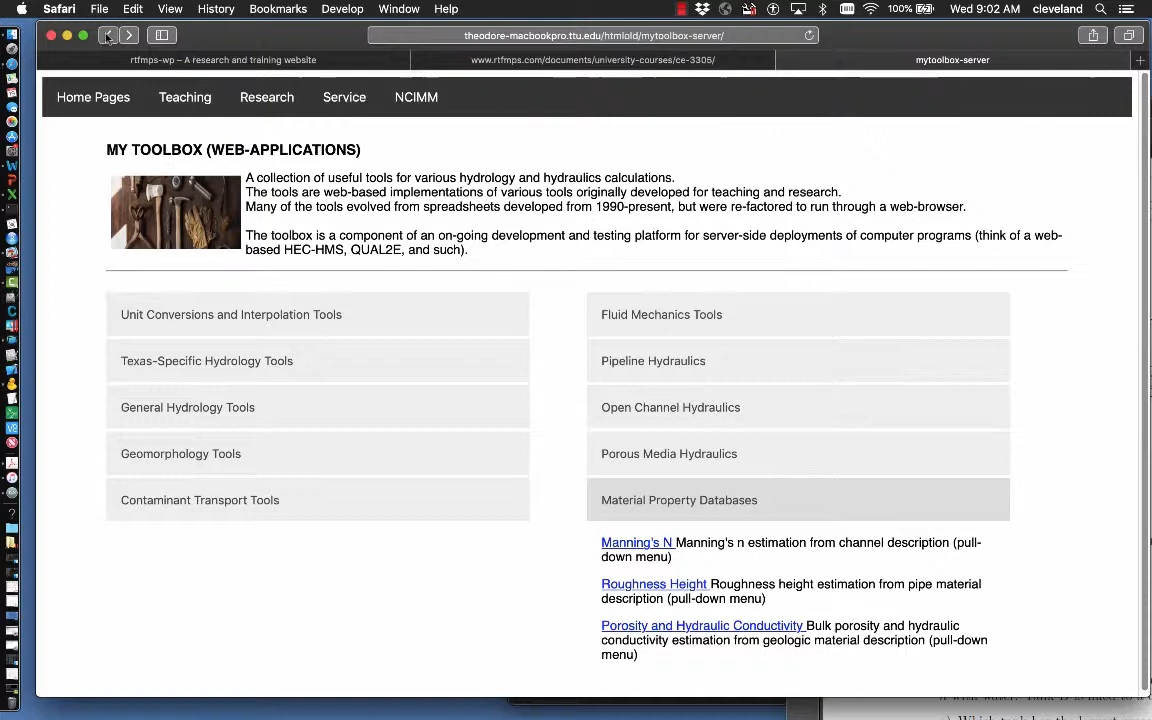 Safari File Edit View History Bookmarks Develop Window Help 100% Wed 9:02 AM cleveland
theodore-macbookpro.ttu.edu/htmlold/mytoolbox-server/
rtfmps-wp – A research and training website www.rtfmps.com/documents/university-courses/ce-3305/ mytoolbox-server
Home Pages Teaching Research Service NCIMM
MY TOOLBOX (WEB-APPLICATIONS)
A collection of useful tools for various hydrology and hydraulics calculations.
The tools are web-based implementations of various tools originally developed for teaching and research.
Many of the tools evolved from spreadsheets developed from 1990-present, but were re-factored to run through a web-browser.
The toolbox is a component of an on-going development and testing platform for server-side deployments of computer programs (think of a web-
based HEC-HMS, QUAL2E, and such).
Unit Conversions and Interpolation Tools
Texas-Specific Hydrology Tools
General Hydrology Tools
Geomorphology Tools
Contaminant Transport Tools
Fluid Mechanics Tools
Pipeline Hydraulics
Open Channel Hydraulics
Porous Media Hydraulics
Material Property Databases
Manning's N Manning's n estimation from channel description (pull-
down menu)
Roughness Height Roughness height estimation from pipe material
description (pull-down menu)
Porosity and Hydraulic Conductivity Bulk porosity and hydraulic
conductivity estimation from geologic material description (pull-down
menu)